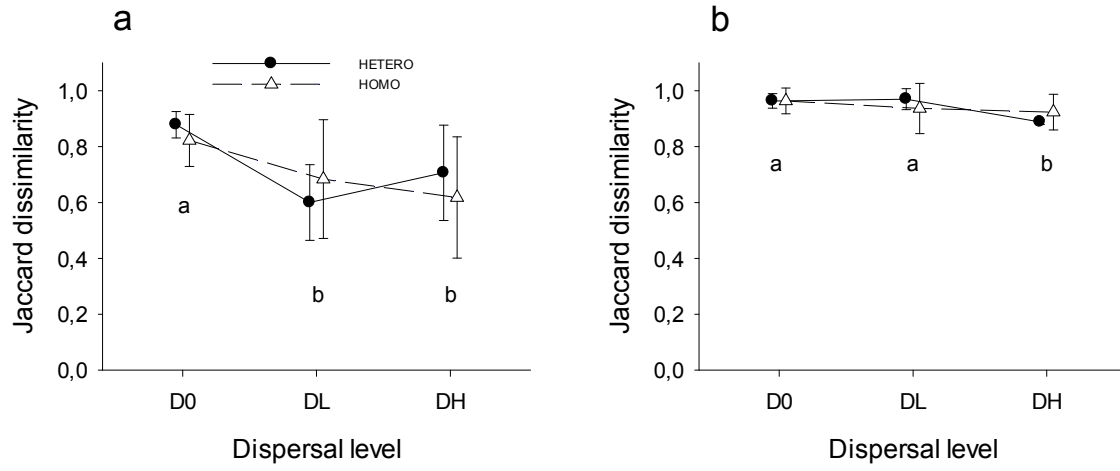 a
HETERO
HOMO
Jaccard dissimilarity
1,0
0,8
0,6
0,4
0,2
0,0
a
b
b
D0
DL
DH
Dispersal level
b
Jaccard dissimilarity
1,0
0,8
0,6
0,4
0,2
0,0
a
a
b
D0
DL
DH
Dispersal level